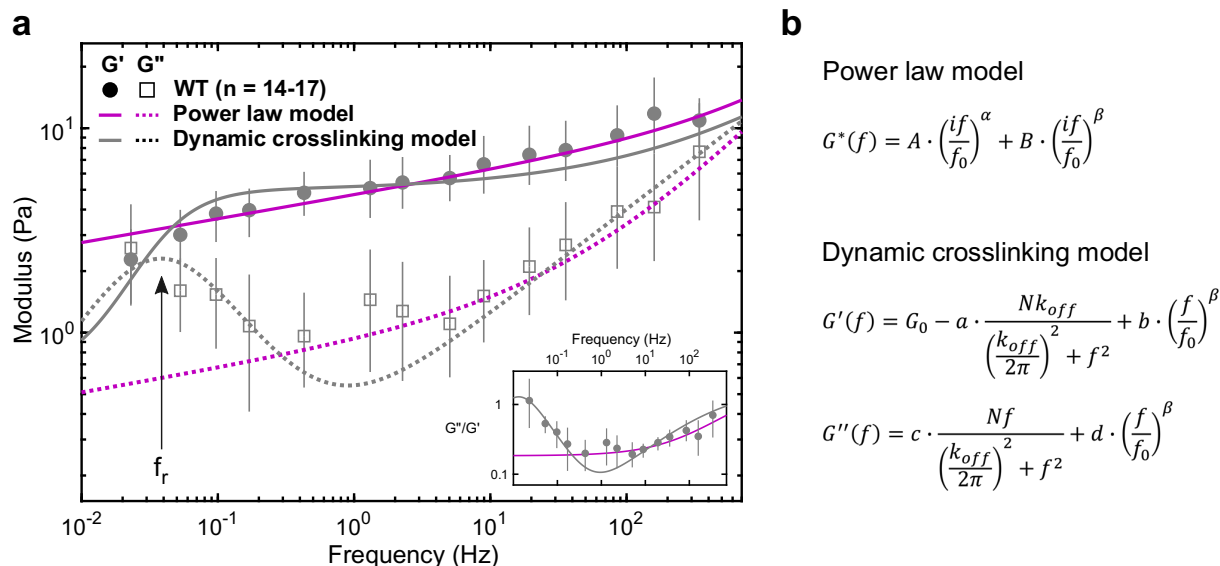 a
G' G"
WT (n = 14-17)
Power law model
Dynamic crosslinking model
Modulus (Pa)
10^1
10^0
f_r
10^-2 10^-1 10^0 10^1 10^2
Frequency (Hz)
Frequency (Hz)
10^-1 10^0 10^1 10^2
G"/G'
1
0.1
b
Power law model
G*(f) = A · (if/f_0)^α + B · (if/f_0)^β
Dynamic crosslinking model
G'(f) = G_0 − a · Nk_off/((k_off/2π)^2 + f^2) + b · (f/f_0)^β
G''(f) = c · Nf/((k_off/2π)^2 + f^2) + d · (f/f_0)^β